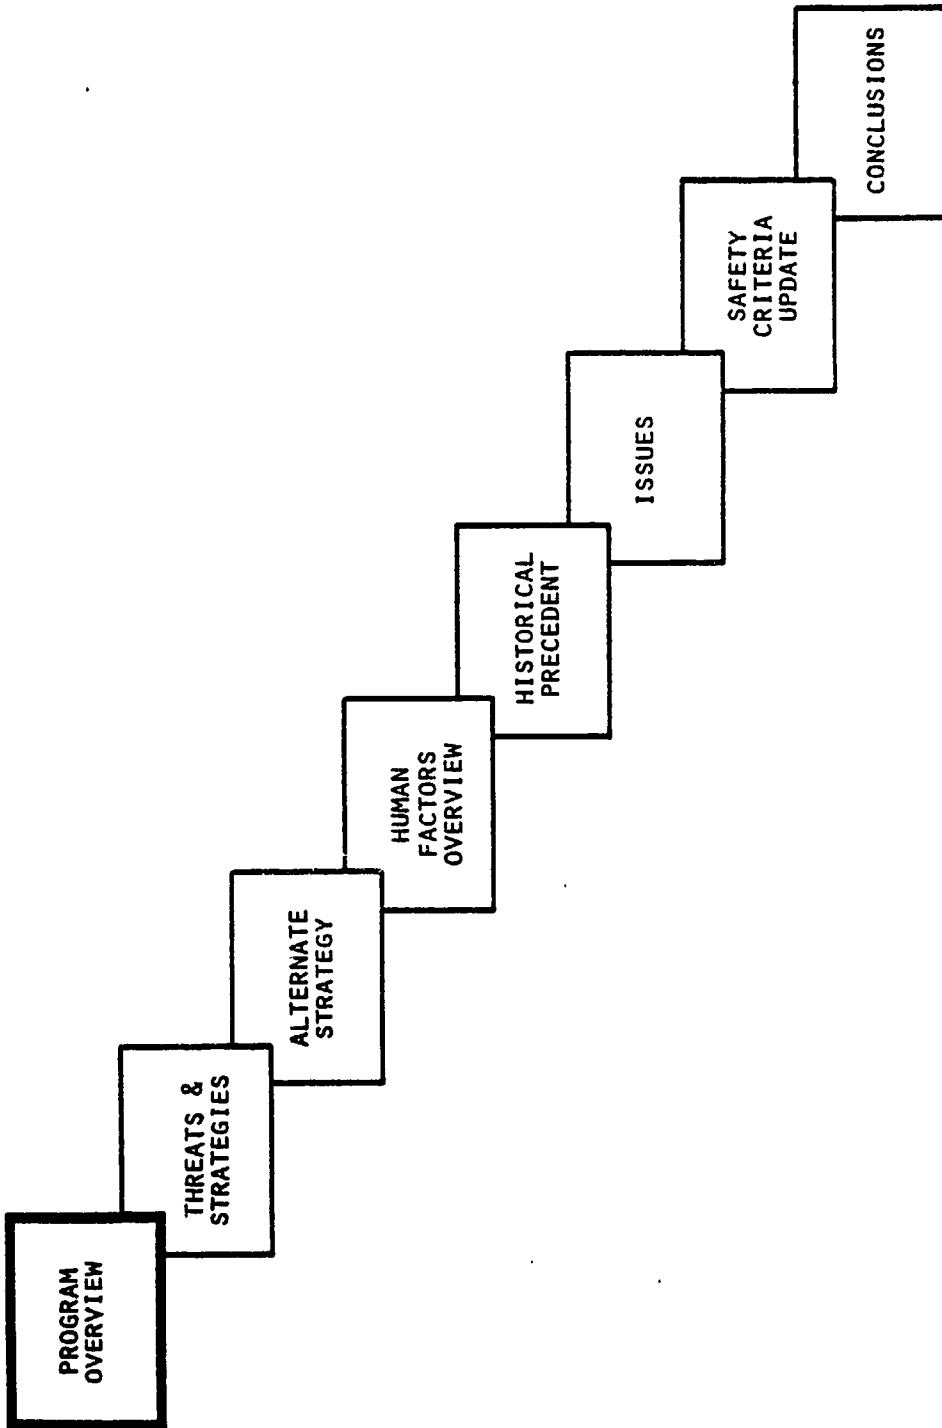 PROGRAM
OVERVIEW
THREATS &
STRATEGIES
ALTERNATE
STRATEGY
HUMAN
FACTORS
OVERVIEW
HISTORICAL
PRECEDENT
ISSUES
SAFETY
CRITERIA
UPDATE
CONCLUSIONS